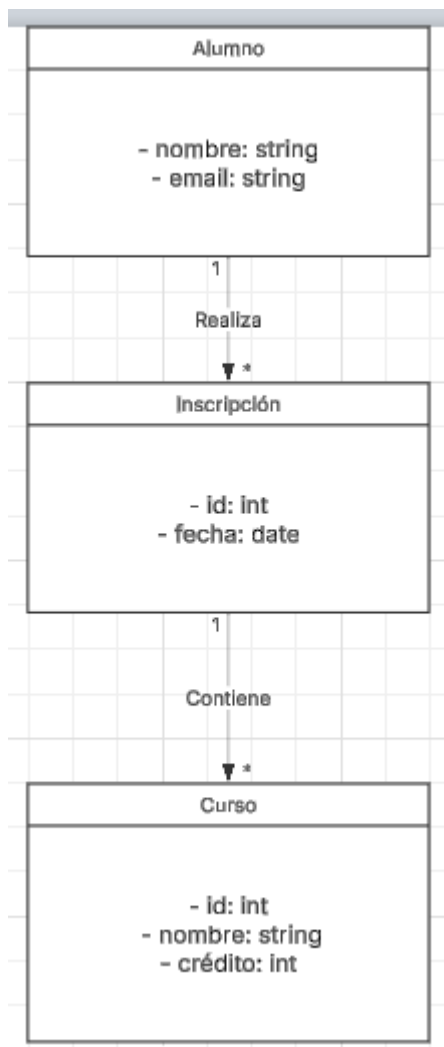 Alumno
- nombre: string
- email: string
1
Realiza
*
Inscripción
- id: int
- fecha: date
1
Contiene
*
Curso
- id: int
- nombre: string
- crédito: int